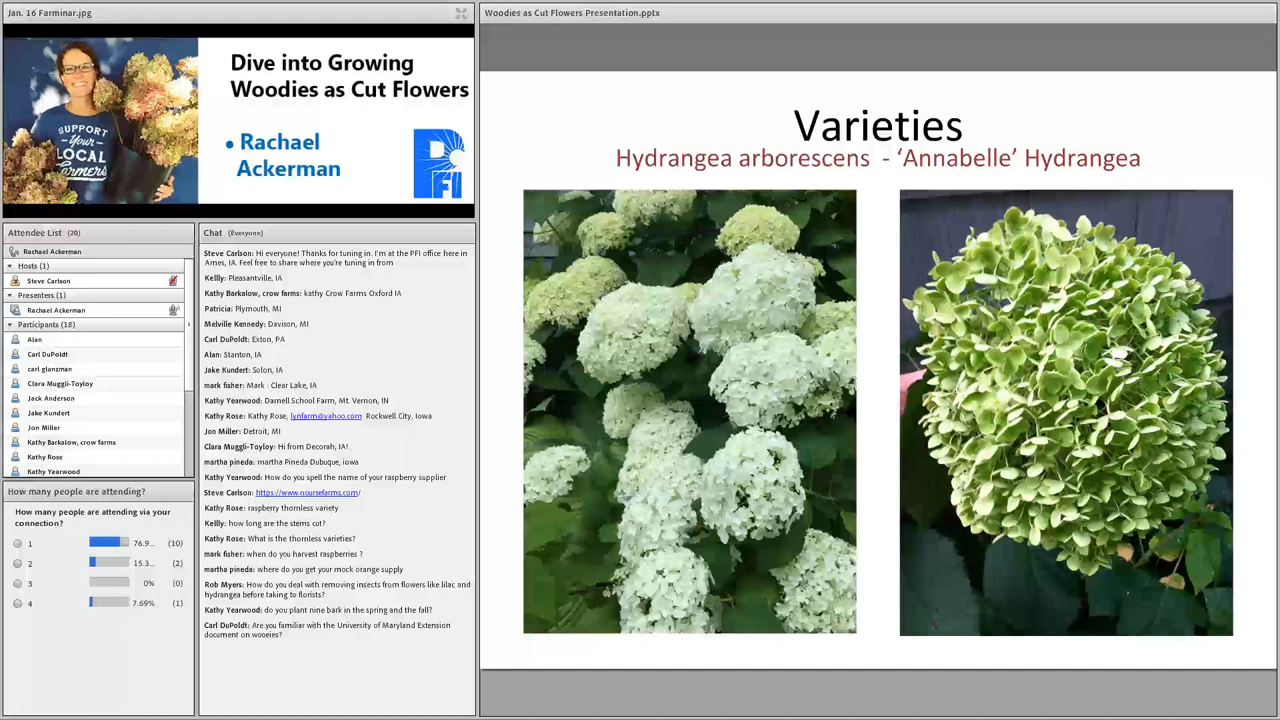 Jan. 16 Farminar.jpg
Dive into Growing
Woodies as Cut Flowers
• Rachael
Ackerman
SUPPORT
Your
LOCAL
Farmers
PFI
Attendee List (20)
Rachael Ackerman
Hosts (1)
Steve Carlson
Presenters (1)
Rachael Ackerman
Participants (18)
Alan
Carl DuPoldt
carl glanzman
Clara Muggli-Toyloy
Jack Anderson
Jake Kundert
Jon Miller
Kathy Barkalow, crow farms
Kathy Rose
Kathy Yearwood
How many people are attending?
How many people are attending via your
connection?
1 76.9... (10)
2 15.3... (2)
3 0% (0)
4 7.69% (1)
Chat (Everyone)
Steve Carlson: Hi everyone! Thanks for tuning in. I'm at the PFI office here in
Ames, IA. Feel free to share where you're tuning in from
Kellly: Pleasantville, IA
Kathy Barkalow, crow farms: kathy Crow Farms Oxford IA
Patricia: Plymouth, MI
Melville Kennedy: Davison, MI
Carl DuPoldt: Exton, PA
Alan: Stanton, IA
Jake Kundert: Solon, IA
mark fisher: Mark : Clear Lake, IA
Kathy Yearwood: Darnell School Farm, Mt. Vernon, IN
Kathy Rose: Kathy Rose, lynfarm@yahoo.com Rockwell City, Iowa
Jon Miller: Detroit, MI
Clara Muggli-Toyloy: Hi from Decorah, IA!
martha pineda: martha Pineda Dubuque, iowa
Kathy Yearwood: How do you spell the name of your raspberry supplier
Steve Carlson: https://www.noursefarms.com/
Kathy Rose: raspberry thornless variety
Kellly: how long are the stems cut?
Kathy Rose: What is the thornless varieties?
mark fisher: when do you harvest raspberries ?
martha pineda: where do you get your mock orange supply
Rob Myers: How do you deal with removing insects from flowers like lilac and
hydrangea before taking to florists?
Kathy Yearwood: do you plant nine bark in the spring and the fall?
Carl DuPoldt: Are you familiar with the University of Maryland Extension
document on wooeies?
Woodies as Cut Flowers Presentation.pptx
Varieties
Hydrangea arborescens - ‘Annabelle’ Hydrangea